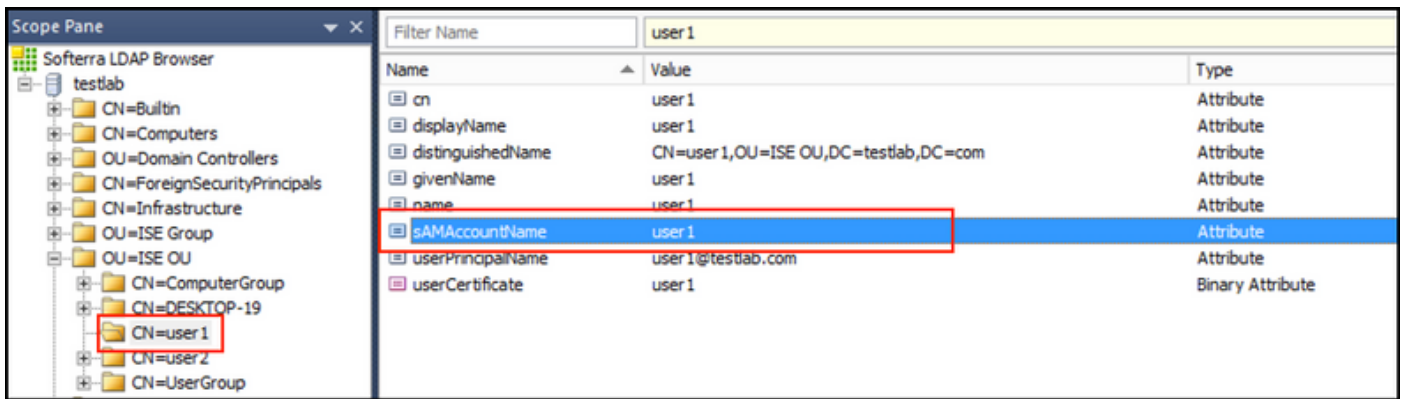 Scope Pane
Softerra LDAP Browser
testlab
CN=Builtin
CN=Computers
OU=Domain Controllers
CN=ForeignSecurityPrincipals
CN=Infrastructure
OU=ISE Group
OU=ISE OU
CN=ComputerGroup
CN=DESKTOP-19
CN=user1
CN=user2
CN=UserGroup
Filter Name user1
Name Value Type
cn user1 Attribute
displayName user1 Attribute
distinguishedName CN=user1,OU=ISE OU,DC=testlab,DC=com Attribute
givenName user1 Attribute
name user1 Attribute
sAMAccountName user1 Attribute
userPrincipalName user1@testlab.com Attribute
userCertificate user1 Binary Attribute